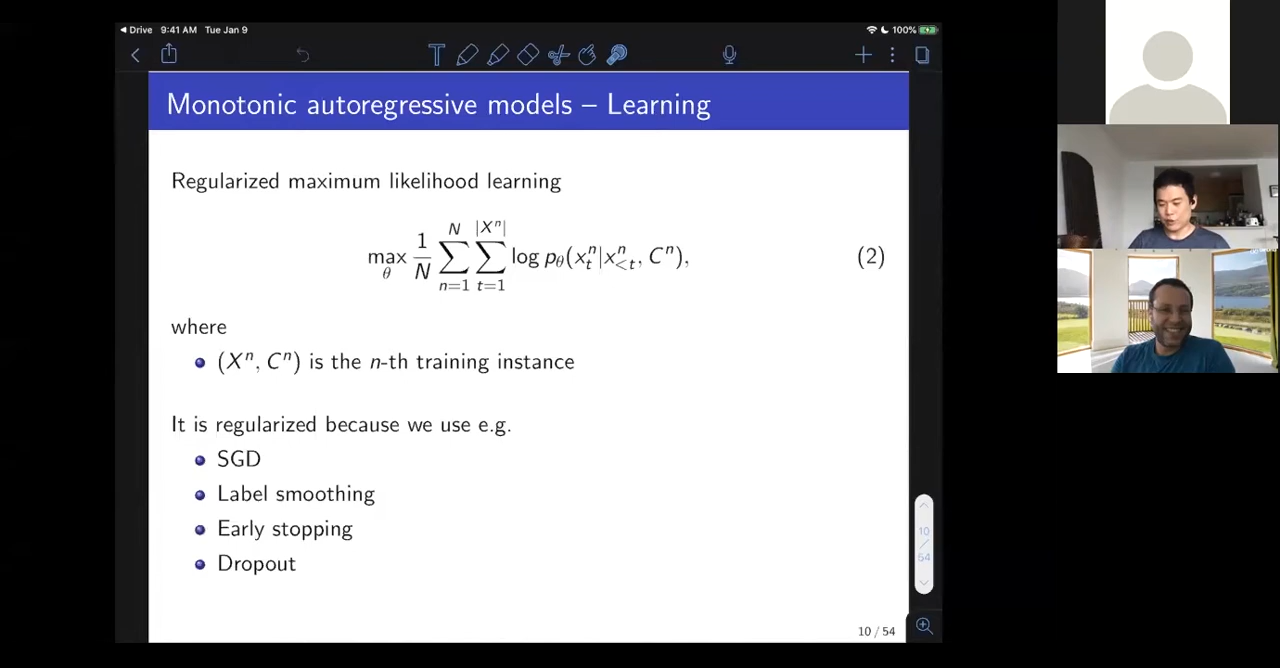 Drive 9:41 AM Tue Jan 9 100%
Monotonic autoregressive models – Learning
Regularized maximum likelihood learning
max_θ 1/N ∑_{n=1}^{N} ∑_{t=1}^{|X^n|} log p_θ(x_t^n|x_{<t}^n, C^n), (2)
where
(X^n, C^n) is the n-th training instance
It is regularized because we use e.g.
SGD
Label smoothing
Early stopping
Dropout
10
/
54
10 / 54